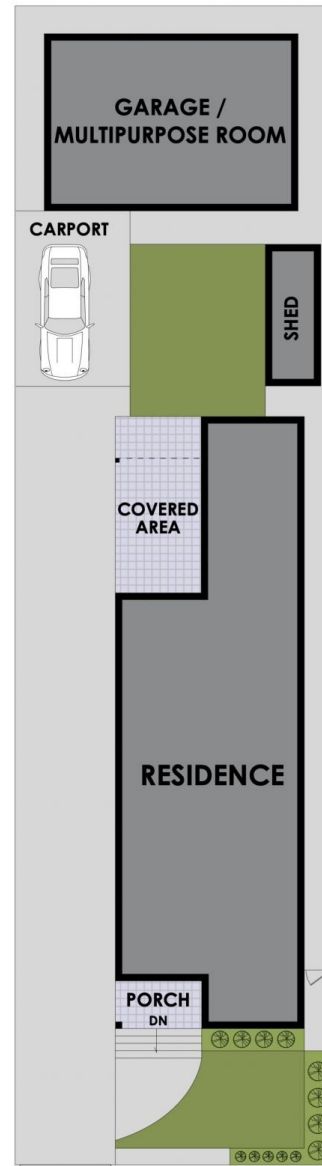 GARAGE /
MULTIPURPOSE ROOM
CARPORT
SHED
COVERED
AREA
RESIDENCE
PORCH
DN